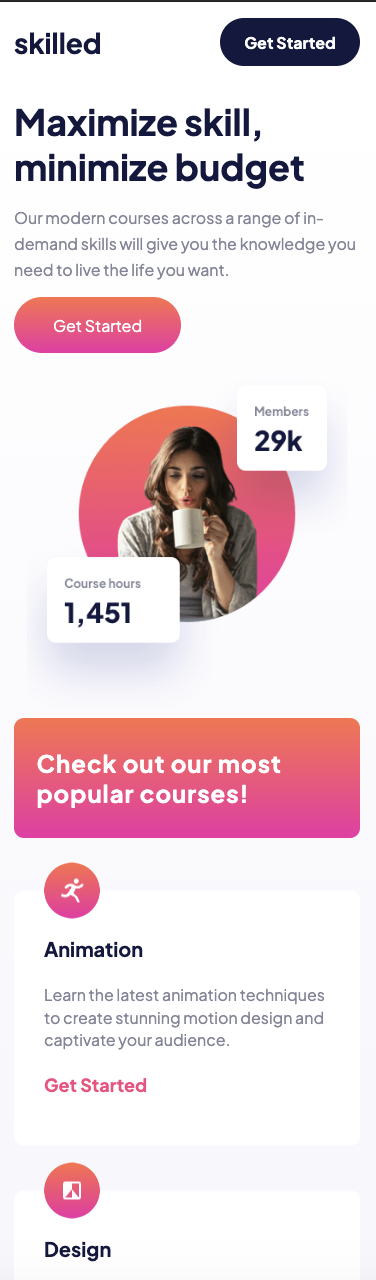 skilled
Get Started
Maximize skill,
minimize budget
Our modern courses across a range of in-
demand skills will give you the knowledge you
need to live the life you want.
Get Started
Members
29k
Course hours
1,451
Check out our most
popular courses!
Animation
Learn the latest animation techniques
to create stunning motion design and
captivate your audience.
Get Started
Design